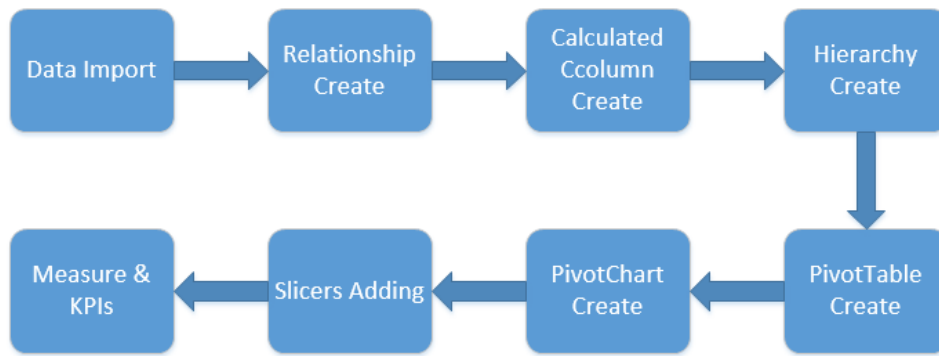 Data Import
Relationship
Create
Calculated
Ccolumn
Create
Hierarchy
Create
PivotTable
Create
PivotChart
Create
Slicers Adding
Measure &
KPIs